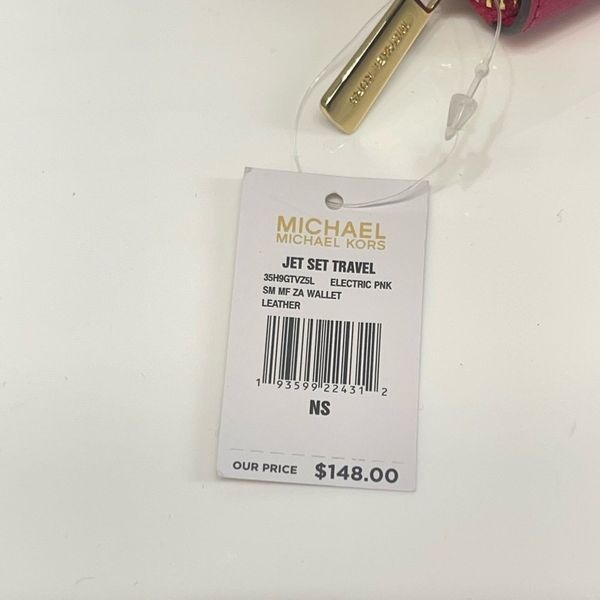 MICHAEL KORS
MICHAEL
MICHAEL KORS
JET SET TRAVEL
35H9GTVZ5L ELECTRIC PNK
SM MF ZA WALLET
LEATHER
1 93599 22431 2
NS
OUR PRICE $148.00